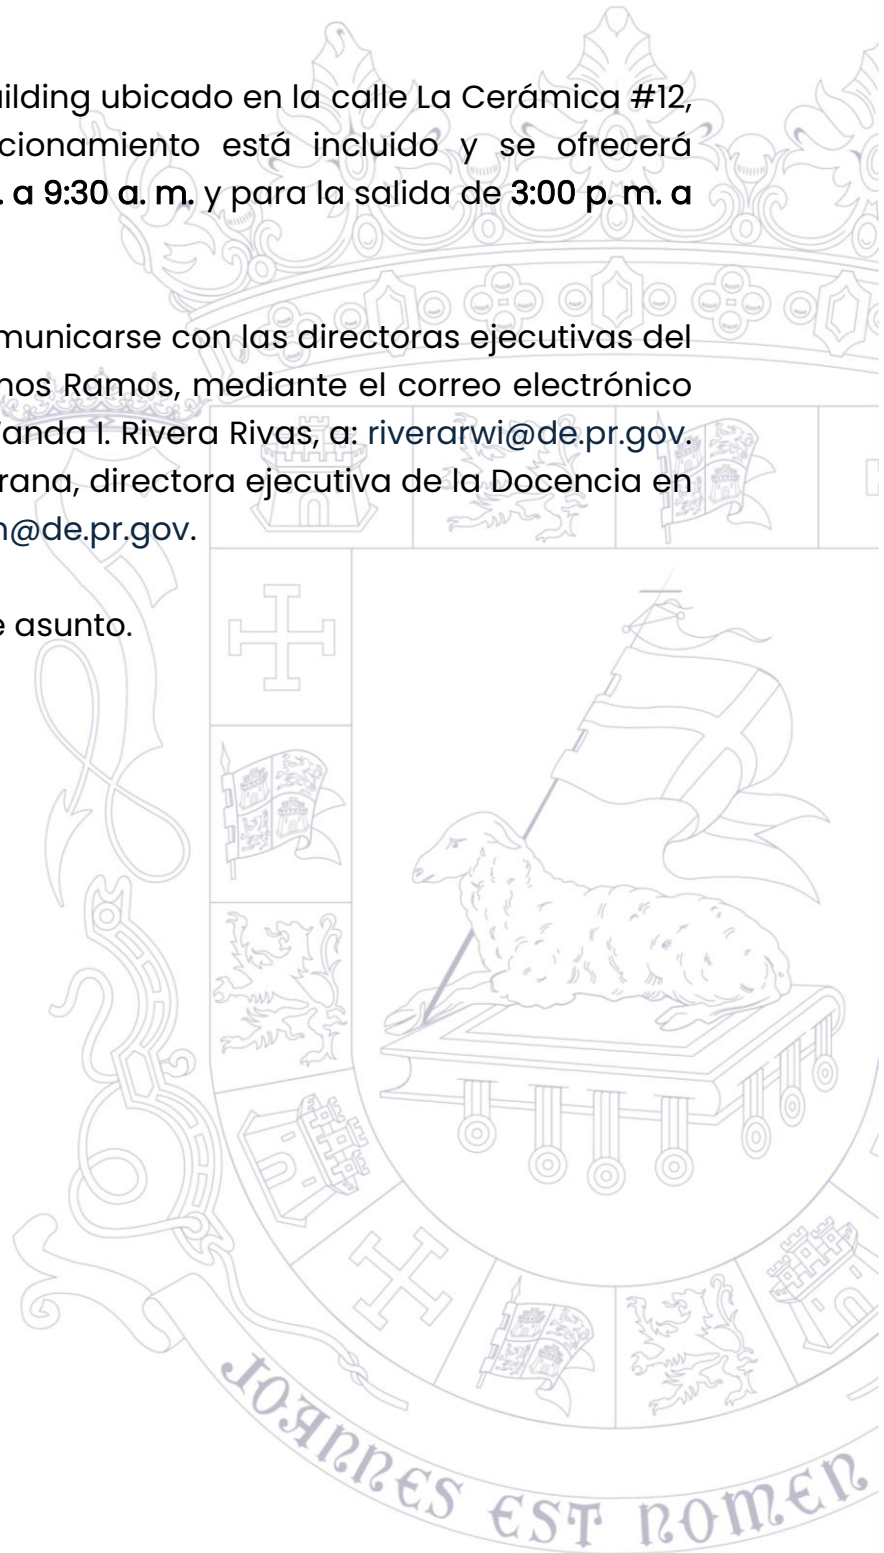 ilding ubicado en la calle La Cerámica #12,
cionamiento está incluido y se ofrecerá
. a 9:30 a. m. y para la salida de 3:00 p. m. a
municarse con las directoras ejecutivas del
nos Ramos, mediante el correo electrónico
anda I. Rivera Rivas, a: riverarwi@de.pr.gov.
rana, directora ejecutiva de la Docencia en
@de.pr.gov.
e asunto.
JOANNES EST NOMEN